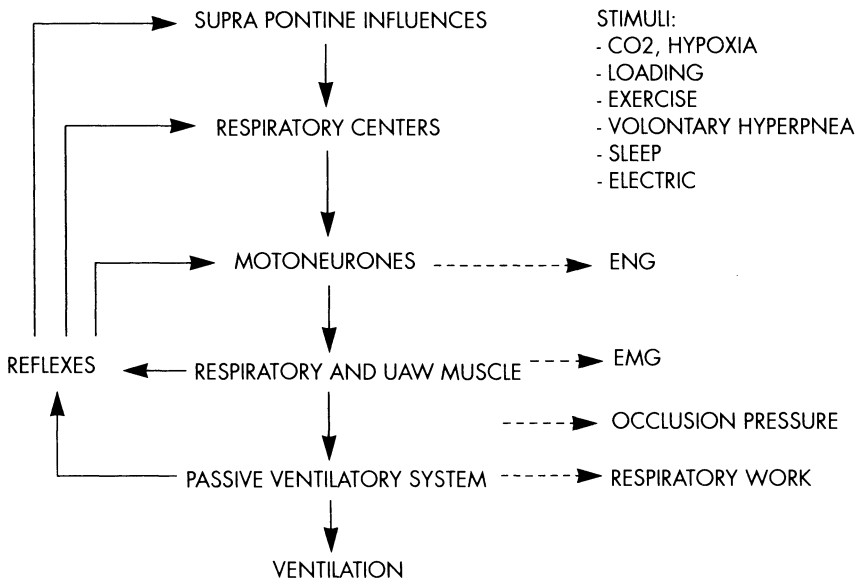 SUPRA PONTINE INFLUENCES
STIMULI:
- CO2, HYPOXIA
- LOADING
- EXERCISE
- VOLONTARY HYPERPNEA
- SLEEP
- ELECTRIC
RESPIRATORY CENTERS
MOTONEURONES
ENG
REFLEXES
RESPIRATORY AND UAW MUSCLE
EMG
OCCLUSION PRESSURE
PASSIVE VENTILATORY SYSTEM
RESPIRATORY WORK
VENTILATION